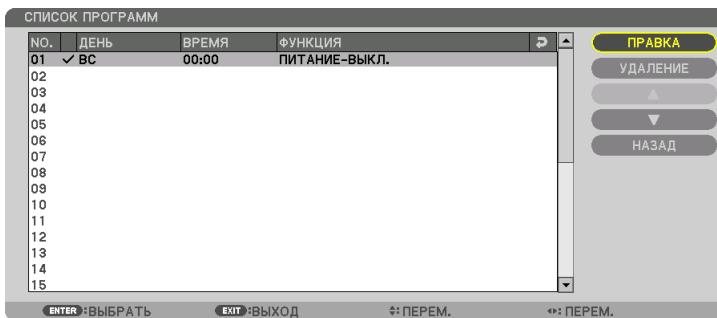 СПИСОК ПРОГРАММ
NO. ДЕНЬ ВРЕМЯ ФУНКЦИЯ
01 ✓ ВС 00:00 ПИТАНИЕ-ВЫКЛ.
02
03
04
05
06
07
08
09
10
11
12
13
14
15
ПРАВКА
УДАЛЕНИЕ
▲
▼
НАЗАД
ENTER:ВЫБРАТЬ EXIT:ВЫХОД ♦:ПЕРЕМ. ◂▸:ПЕРЕМ.